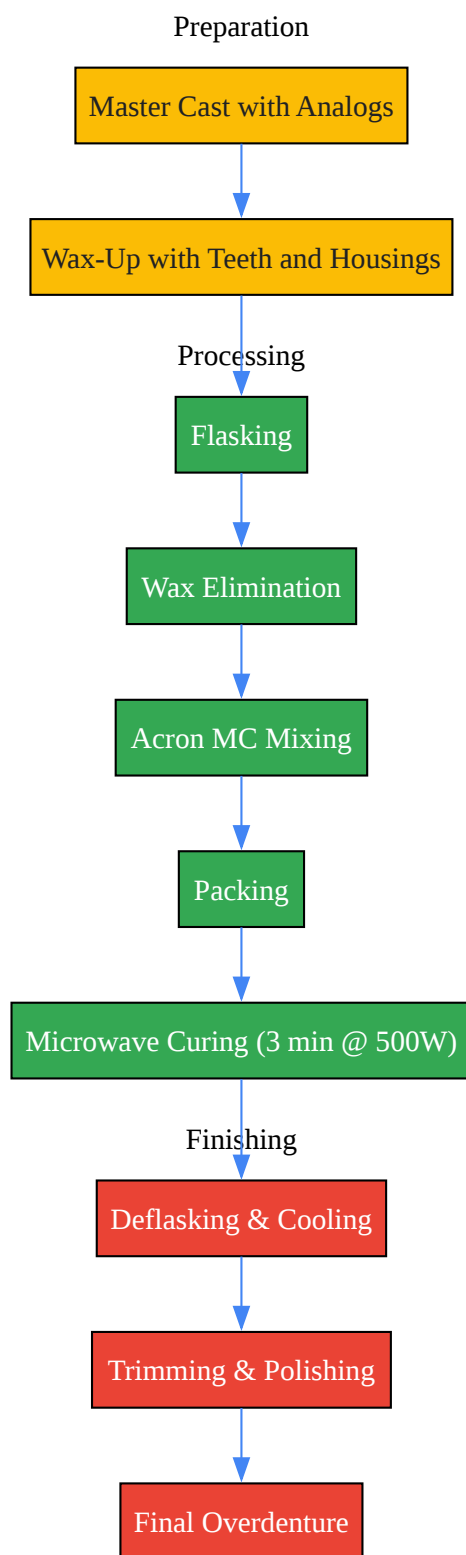 Preparation
Master Cast with Analogs
Wax-Up with Teeth and Housings
Processing
Flasking
Wax Elimination
Acron MC Mixing
Packing
Microwave Curing (3 min @ 500W)
Finishing
Deflasking & Cooling
Trimming & Polishing
Final Overdenture